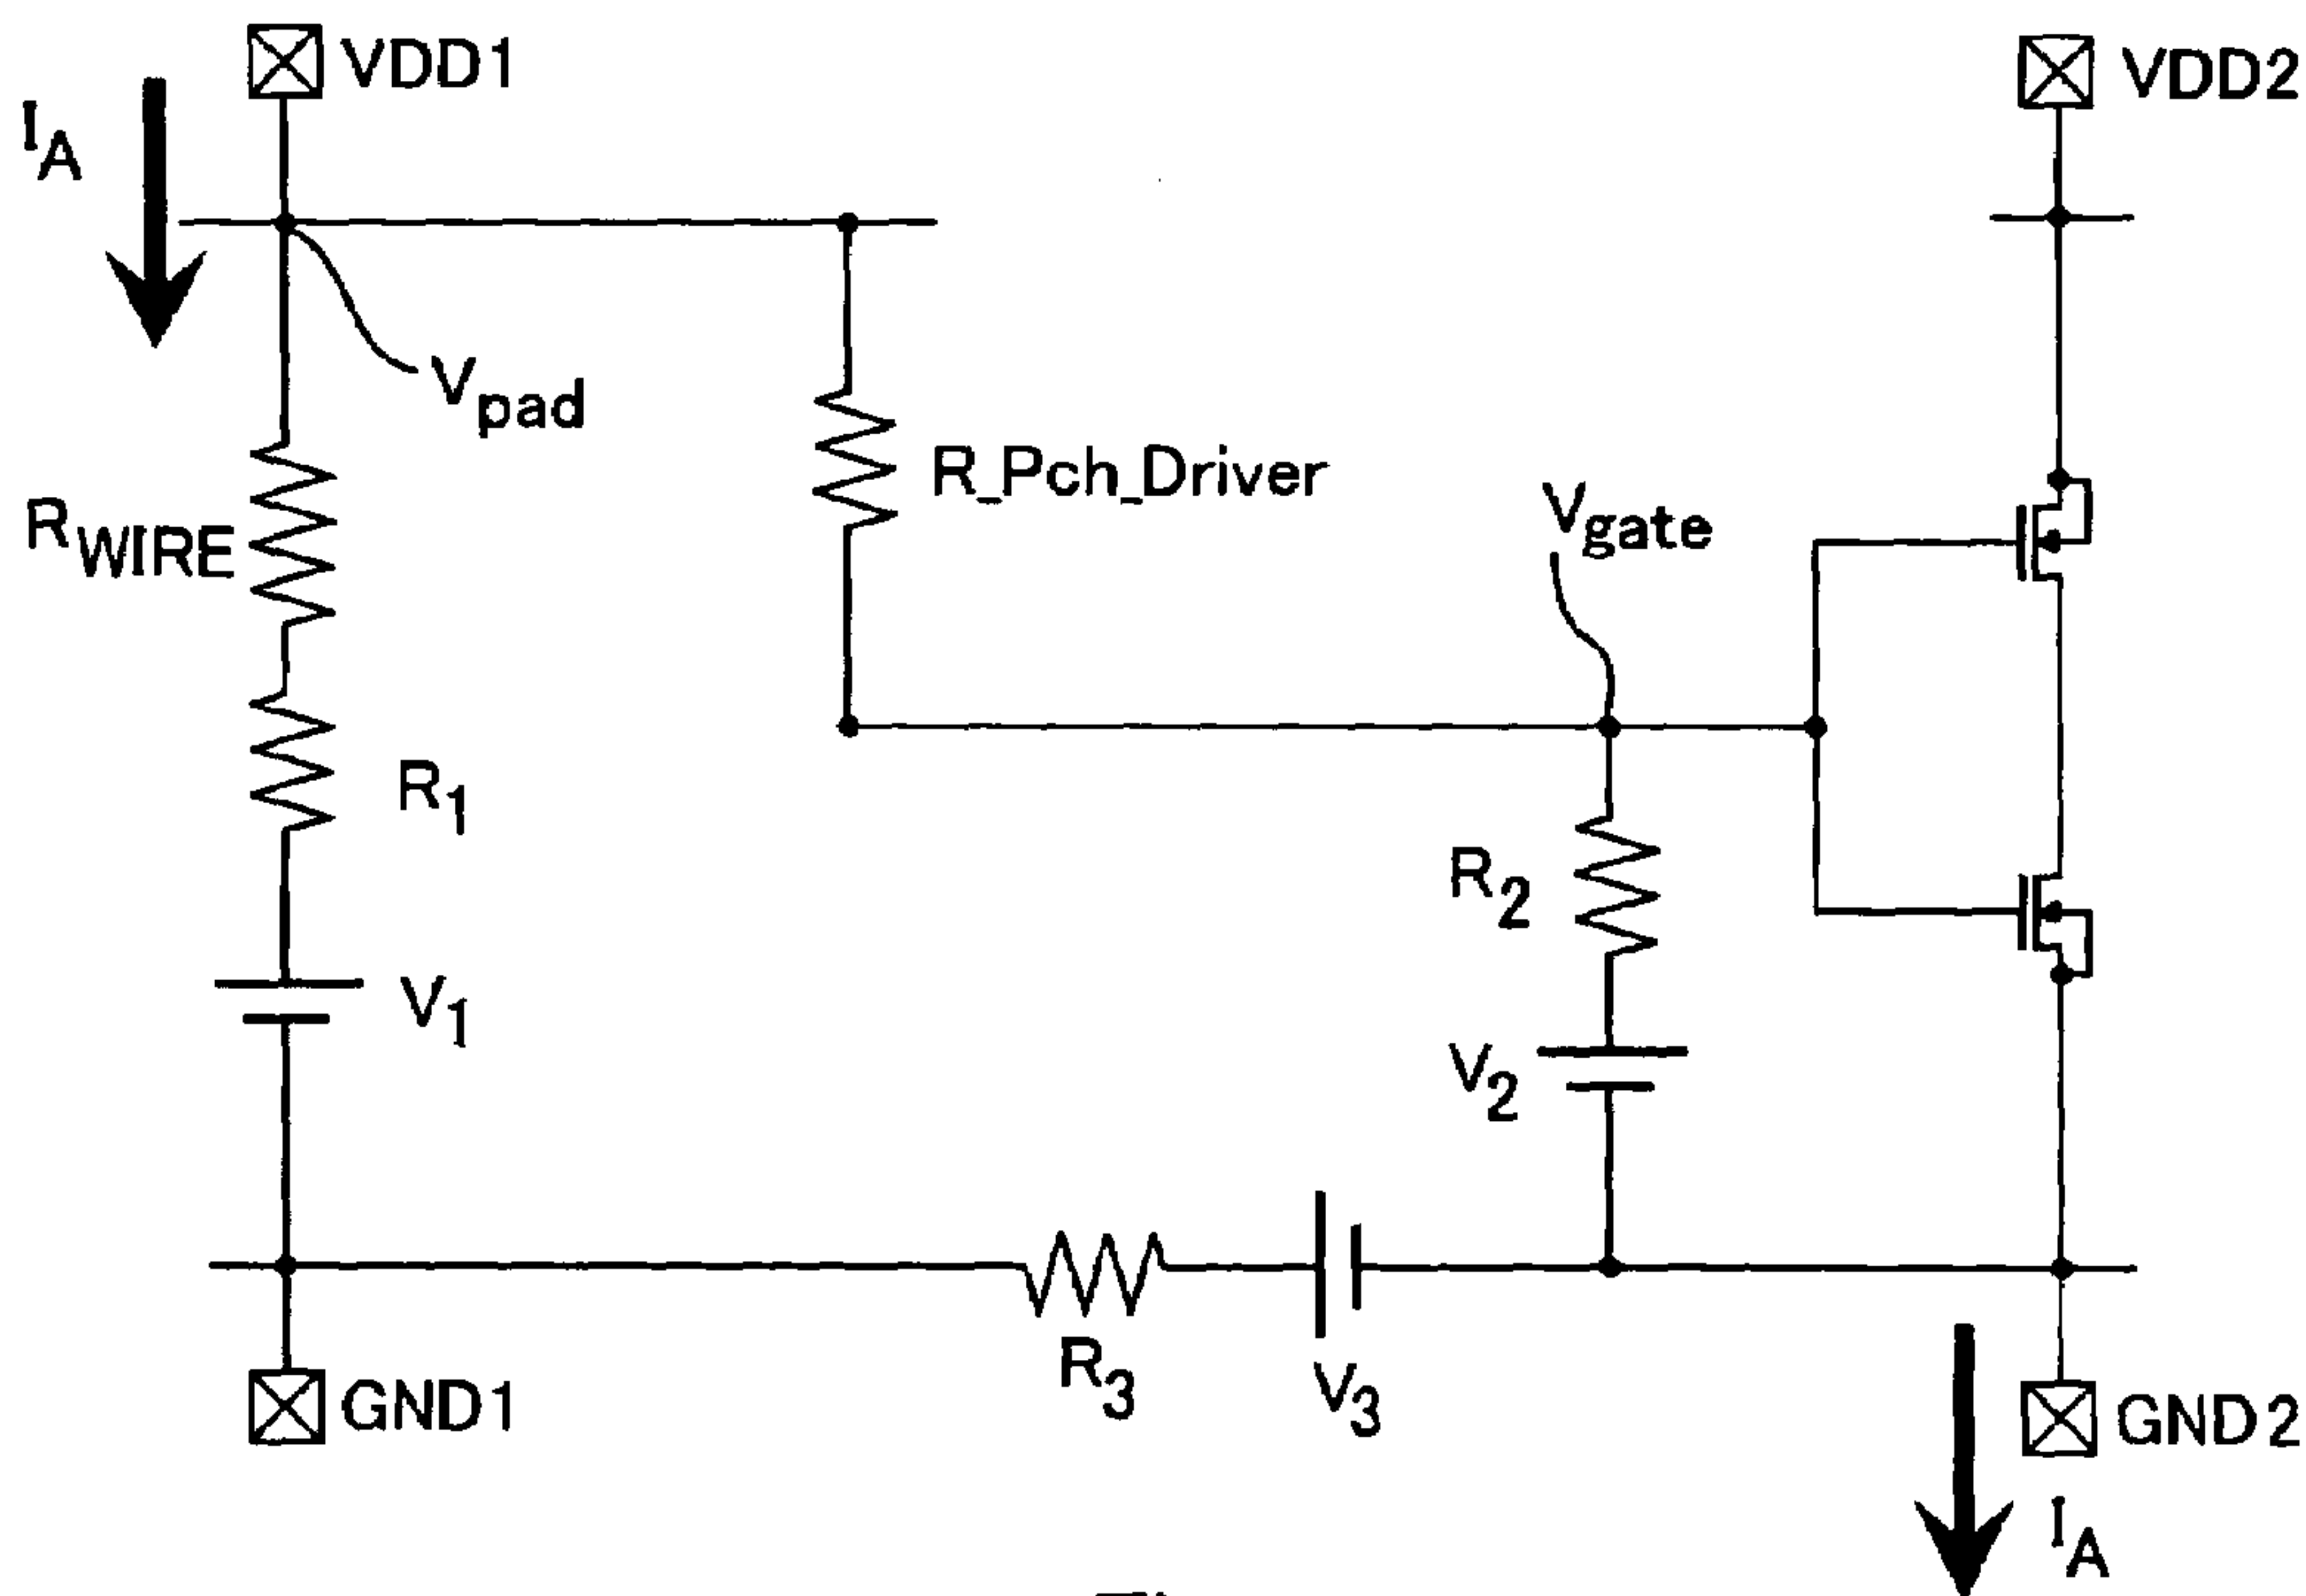 VDD1
VDD2
I_A
V_pad
R_Pch_Driver
V_gate
R_WIRE
R_1
R_2
V_1
V_2
R_3
V_3
GND1
GND2
I_A